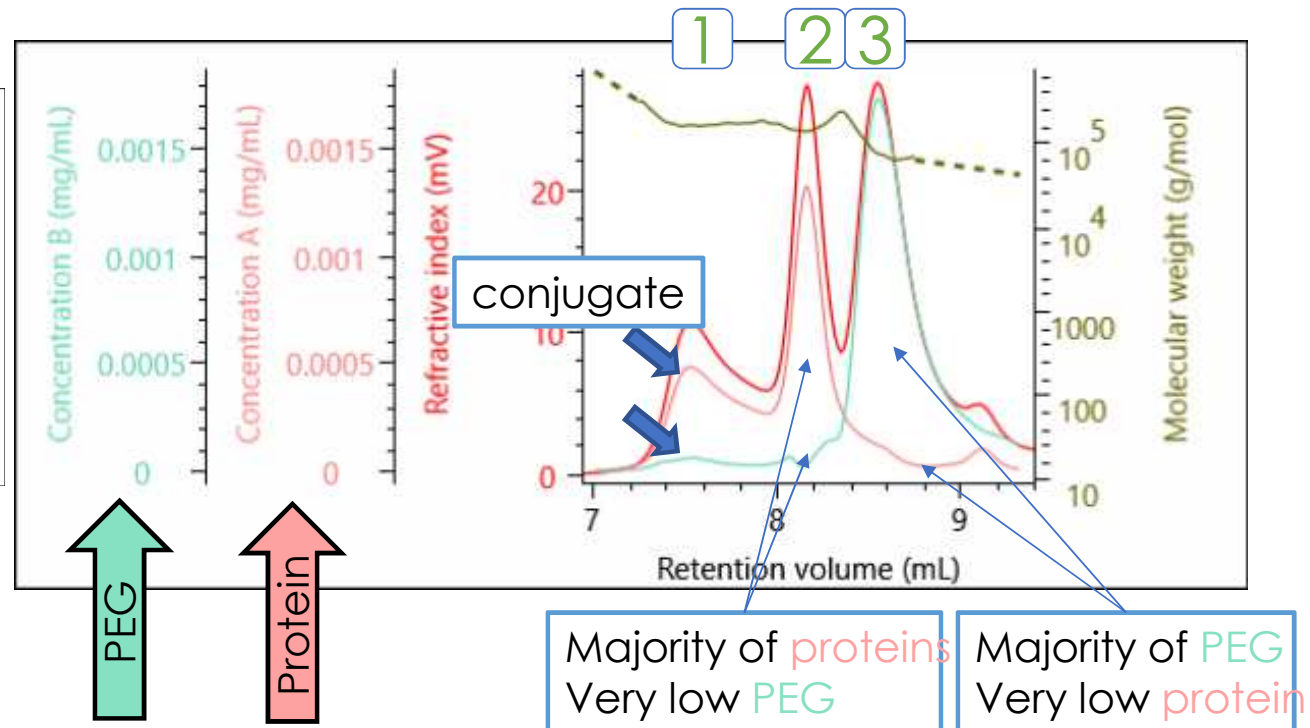 1 2 3
Concentration B (mg/mL)
0.0015
0.001
0.0005
0
Concentration A (mg/mL)
0.0015
0.001
0.0005
0
Refractive index (mV)
20
10
0
conjugate
7 8 9
Retention volume (mL)
10 5
10 4
1000
100
10
Molecular weight (g/mol)
PEG
Protein
Majority of proteins
Very low PEG
Majority of PEG
Very low protein